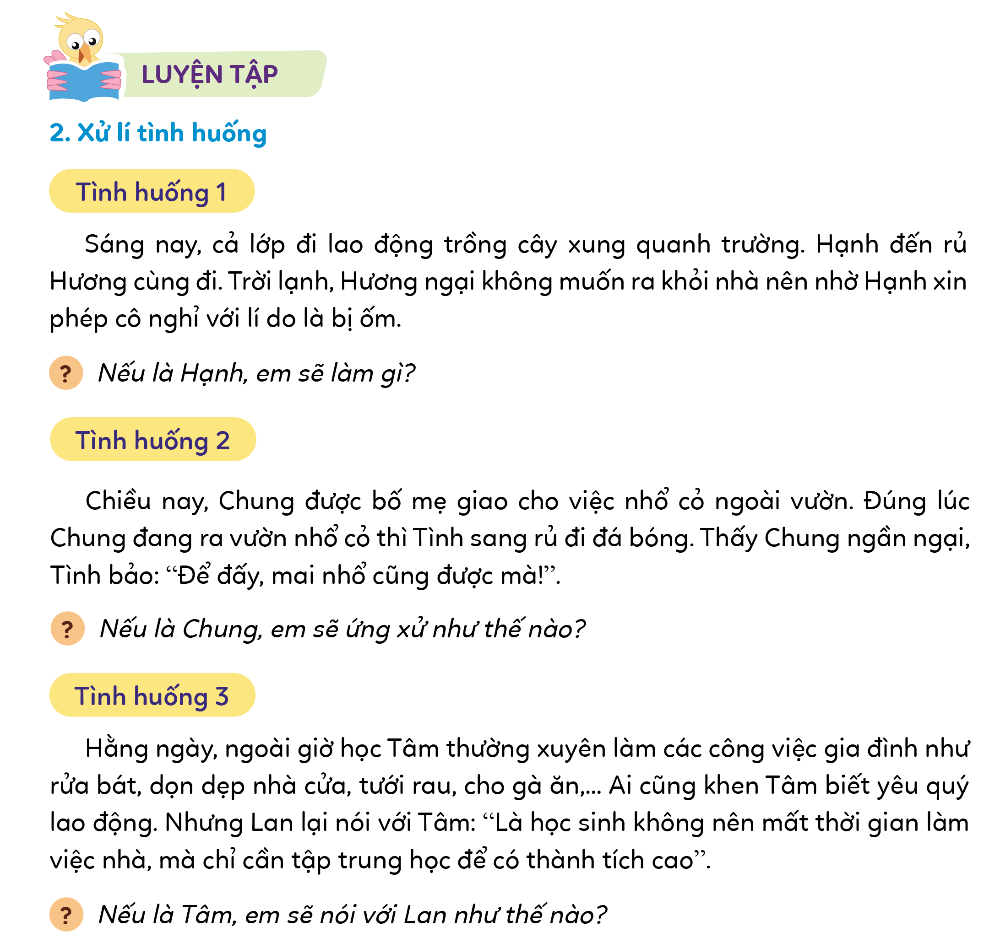 LUYỆN TẬP
2. Xử lí tình huống
Tình huống 1
Sáng nay, cả lớp đi lao động trồng cây xung quanh trường. Hạnh đến rủ
Hương cùng đi. Trời lạnh, Hương ngại không muốn ra khỏi nhà nên nhờ Hạnh xin
phép cô nghỉ với lí do là bị ốm.
? Nếu là Hạnh, em sẽ làm gì?
Tình huống 2
Chiều nay, Chung được bố mẹ giao cho việc nhổ cỏ ngoài vườn. Đúng lúc
Chung đang ra vườn nhổ cỏ thì Tình sang rủ đi đá bóng. Thấy Chung ngần ngại,
Tình bảo: “Để đấy, mai nhổ cũng được mà!”.
? Nếu là Chung, em sẽ ứng xử như thế nào?
Tình huống 3
Hằng ngày, ngoài giờ học Tâm thường xuyên làm các công việc gia đình như
rửa bát, dọn dẹp nhà cửa, tưới rau, cho gà ăn,... Ai cũng khen Tâm biết yêu quý
lao động. Nhưng Lan lại nói với Tâm: “Là học sinh không nên mất thời gian làm
việc nhà, mà chỉ cần tập trung học để có thành tích cao”.
? Nếu là Tâm, em sẽ nói với Lan như thế nào?